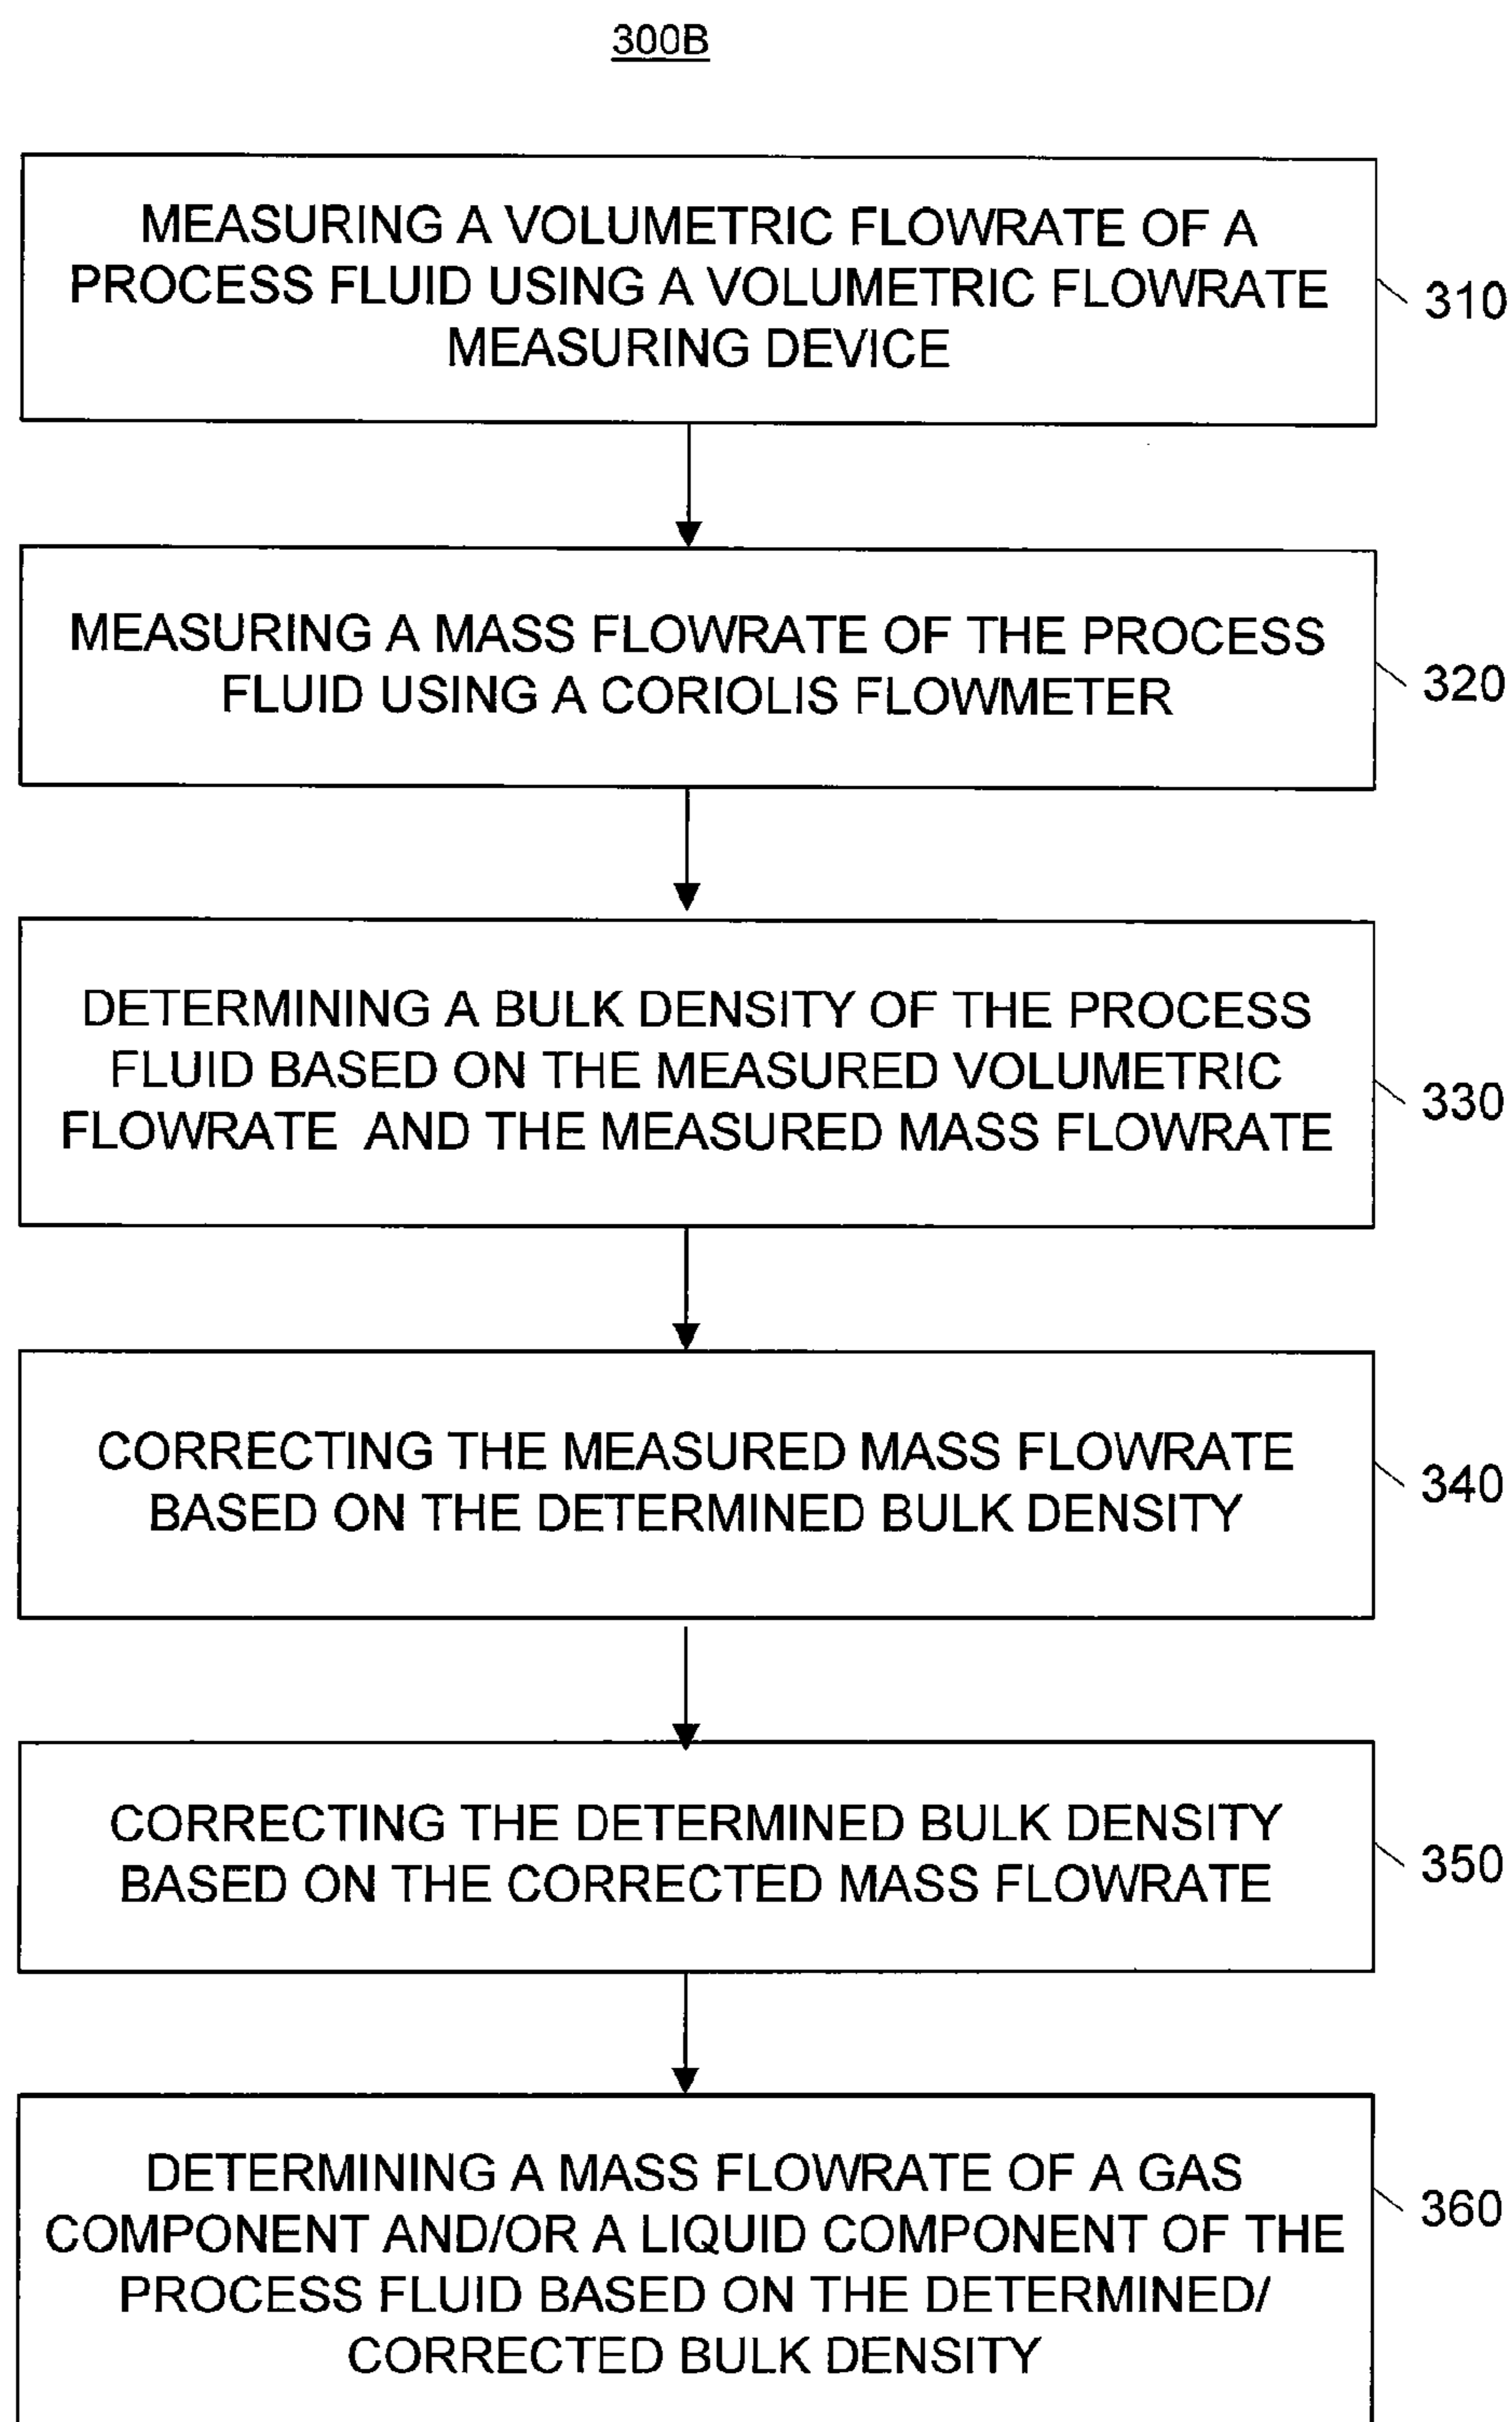 300B
MEASURING A VOLUMETRIC FLOWRATE OF A
PROCESS FLUID USING A VOLUMETRIC FLOWRATE
MEASURING DEVICE
310
MEASURING A MASS FLOWRATE OF THE PROCESS
FLUID USING A CORIOLIS FLOWMETER
320
DETERMINING A BULK DENSITY OF THE PROCESS
FLUID BASED ON THE MEASURED VOLUMETRIC
FLOWRATE AND THE MEASURED MASS FLOWRATE
330
CORRECTING THE MEASURED MASS FLOWRATE
BASED ON THE DETERMINED BULK DENSITY
340
CORRECTING THE DETERMINED BULK DENSITY
BASED ON THE CORRECTED MASS FLOWRATE
350
DETERMINING A MASS FLOWRATE OF A GAS
COMPONENT AND/OR A LIQUID COMPONENT OF THE
PROCESS FLUID BASED ON THE DETERMINED/
CORRECTED BULK DENSITY
360